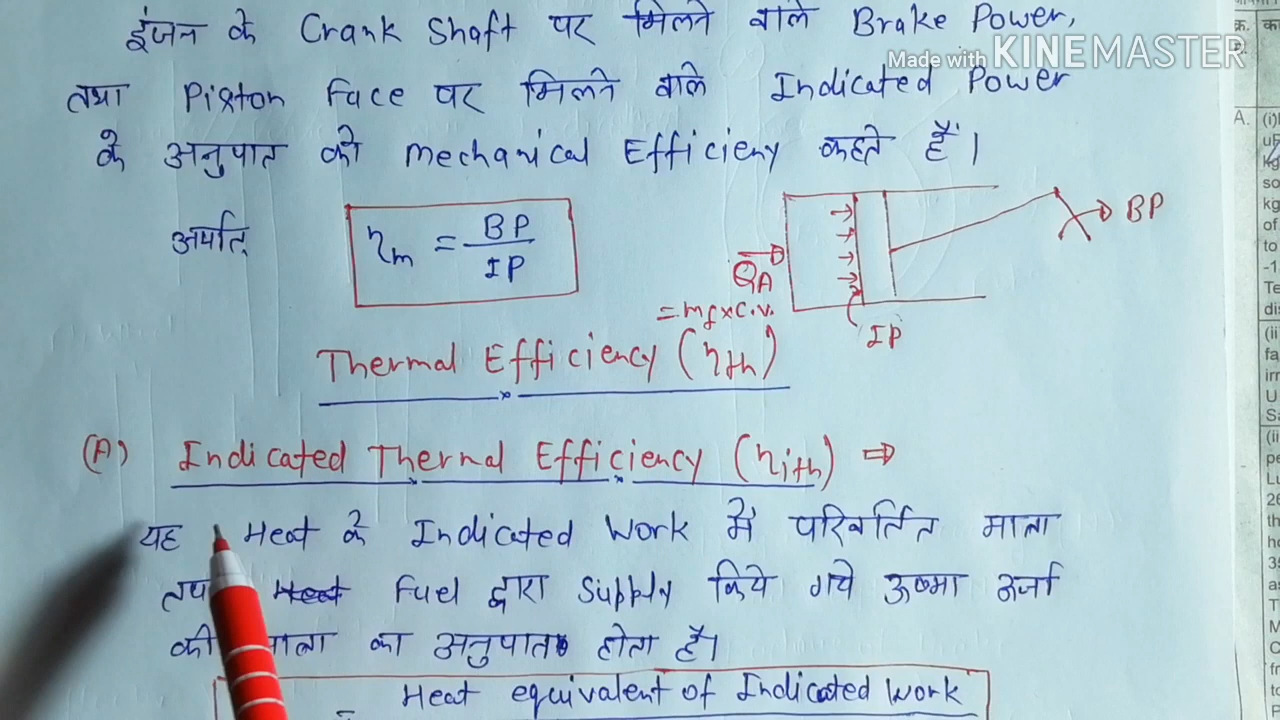 इंजन के Crank Shaft पर मिलने वाले Brake Power,
Made with KINEMASTER
तथा Piston Face पर मिलने वाले Indicated Power
के अनुपात को mechanical Efficieny कहते हैं।
अर्थात्
ηm = BP / IP
BP
QA
= mf x c.v.
IP
Thermal Efficiency (ηth)
(A) Indicated Thermal Efficiency (ηith) ⇒
यह Heat के Indicated Work में परिवर्तित मात्रा
Fuel द्वारा Supply किये गये ऊष्मा ऊर्जा
की का अनुपात होता है।
Heat equivalent of Indicated Work
=
क्र.
A.